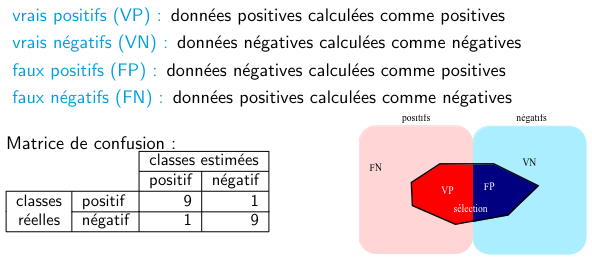 vrais positifs (VP) : données positives calculées comme positives
vrais négatifs (VN) : données négatives calculées comme négatives
faux positifs (FP) : données négatives calculées comme positives
faux négatifs (FN) : données positives calculées comme négatives
Matrice de confusion :
classes estimées
positif négatif
classes positif 9 1
réelles négatif 1 9
positifs négatifs
FN VN
VP FP
sélection